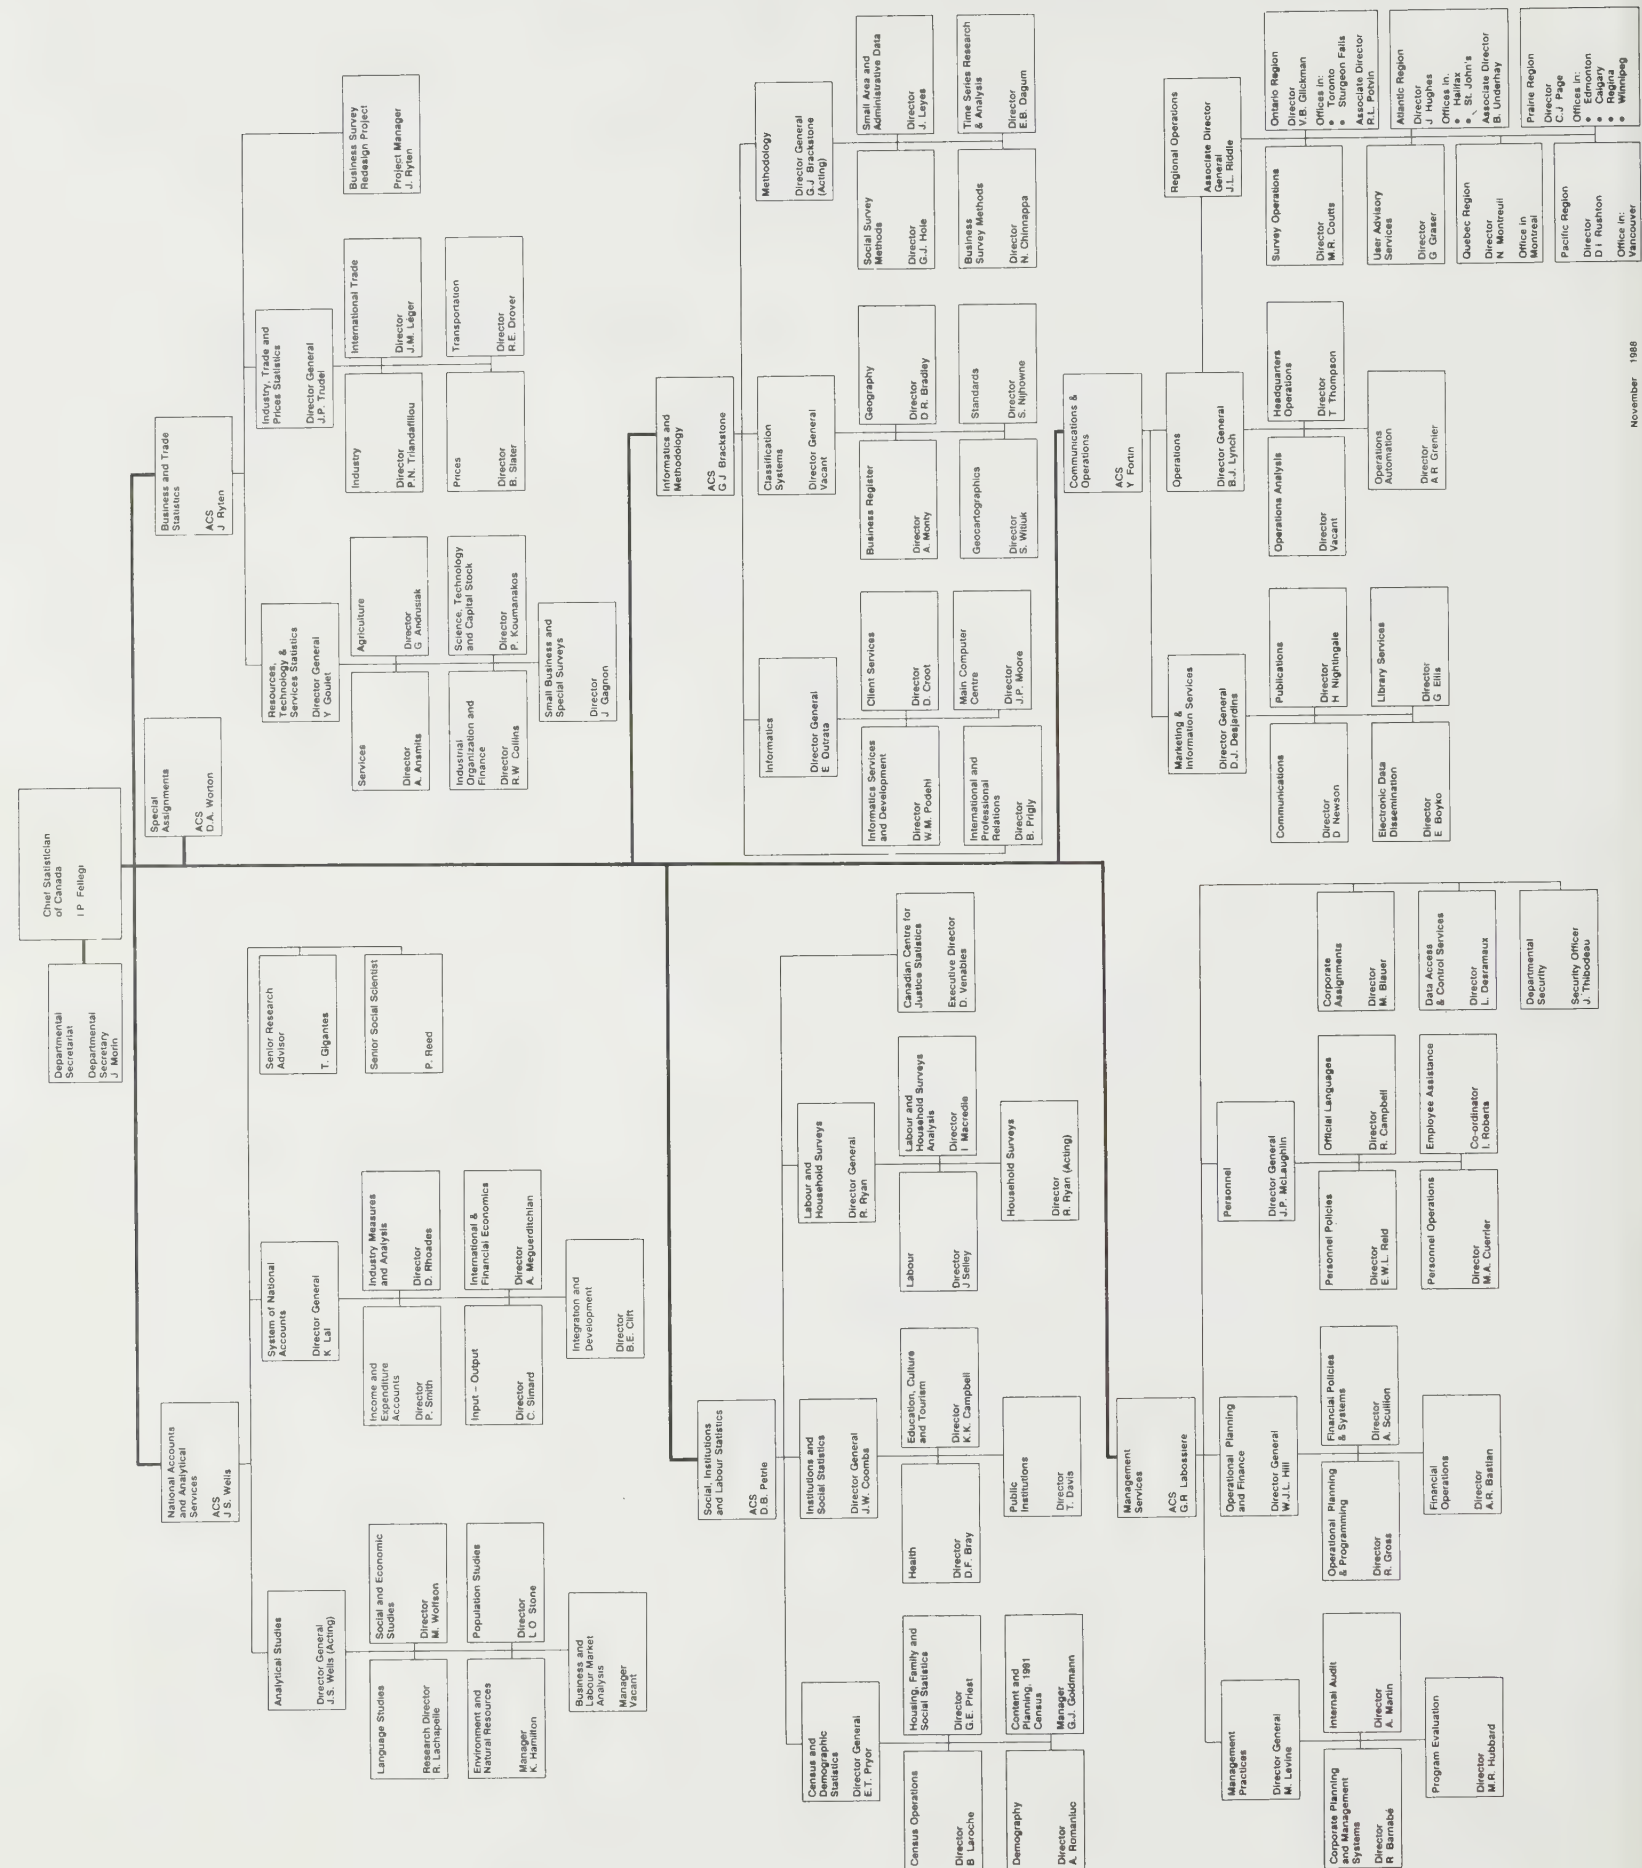 Chief Statistician
of Canada
I P Fellegi
Departmental
Secretariat
Departmental
Secretary
J Morin
Special
Assignments
ACS
D.A. Worton
National Accounts
and Analytical
Services
ACS
J S. Wells
Analytical Studies
Director General
J.S. Wells (Acting)
Language Studies
Research Director
R. Lachapelle
Social and Economic
Studies
Director
M. Wolfson
Environment and
Natural Resources
Manager
K. Hamilton
Population Studies
Director
L O Stone
Business and
Labour Market
Analysis
Manager
Vacant
System of National
Accounts
Director General
K Lal
Income and
Expenditure
Accounts
Director
P. Smith
Industry Measures
and Analysis
Director
D. Rhoades
Input – Output
Director
C. Simard
International &
Financial Economics
Director
A. Meguerditchian
Integration and
Development
Director
B.E. Clift
Senior Research
Advisor
T. Gigantes
Senior Social Scientist
P. Reed
Business and Trade
Statistics
ACS
J Ryten
Resources,
Technology &
Services Statistics
Director General
Y Goulet
Services
Director
A. Ansmits
Agriculture
Director
G Andrusiak
Industrial
Organization and
Finance
Director
R.W Collins
Science, Technology
and Capital Stock
Director
P. Koumanakos
Small Business and
Special Surveys
Director
J Gagnon
Industry, Trade and
Prices Statistics
Director General
J.P. Trudel
Industry
Director
P.N. Triandafillou
International Trade
Director
J.M. Léger
Prices
Director
B. Slater
Transportation
Director
R.E. Drover
Business Survey
Redesign Project
Project Manager
J. Ryten
Social, Institutions
and Labour Statistics
ACS
D.B. Petrie
Census and
Demographic
Statistics
Director General
E.T. Pryor
Census Operations
Director
B Laroche
Housing, Family and
Social Statistics
Director
G.E. Priest
Demography
Director
A. Romaniuc
Content and
Planning, 1991
Census
Manager
G.J. Goldmann
Institutions and
Social Statistics
Director General
J.W. Coombs
Health
Director
D.F. Bray
Education, Culture
and Tourism
Director
K.K. Campbell
Public
Institutions
Director
T. Davis
Labour and
Household Surveys
Director General
R. Ryan
Labour
Director
J Selley
Labour and
Household Surveys
Analysis
Director
I Macredie
Household Surveys
Director
R. Ryan (Acting)
Canadian Centre for
Justice Statistics
Executive Director
D. Venables
Informatics and
Methodology
ACS
G J Brackstone
Informatics
Director General
E Outrata
Informatics Services
and Development
Director
W.M. Podehl
Client Services
Director
D. Croot
International and
Professional
Relations
Director
B. Prigly
Main Computer
Centre
Director
J.P. Moore
Classification
Systems
Director General
Vacant
Business Register
Director
A. Monty
Geography
Director
D R. Bradley
Geocartographics
Director
S. Witiuk
Standards
Director
S. Nijhowne
Methodology
Director General
G.J Brackstone
(Acting)
Social Survey
Methods
Director
G.J. Hole
Small Area and
Administrative Data
Director
J. Leyes
Business
Survey Methods
Director
N. Chinnappa
Time Series Research
& Analysis
Director
E.B. Dagum
Management
Services
ACS
G.R Labossiere
Management
Practices
Director General
M. Levine
Corporate Planning
and Management
Systems
Director
R Barnabé
Internal Audit
Director
A. Martin
Program Evaluation
Director
M.R. Hubbard
Operational Planning
and Finance
Director General
W.J.L. Hill
Operational Planning
& Programming
Director
R. Gross
Financial Policies
& Systems
Director
A. Scullion
Financial
Operations
Director
A.R. Bastian
Personnel
Director General
J.P. McLaughlin
Personnel Policies
Director
E.W.L. Reid
Official Languages
Director
R. Campbell
Personnel Operations
Director
M.A. Cuerrier
Employee Assistance
Co-ordinator
I. Roberts
Corporate
Assignments
Director
M. Blauer
Data Access
& Control Services
Director
L. Desramaux
Departmental
Security
Security Officer
J. Thibodeau
Communications &
Operations
ACS
Y Fortin
Marketing &
Information Services
Director General
D.J. Desjardins
Communications
Director
D Newson
Publications
Director
H Nightingale
Electronic Data
Dissemination
Director
E Boyko
Library Services
Director
G Ellis
Operations
Director General
B.J. Lynch
Operations Analysis
Director
Vacant
Headquarters
Operations
Director
T Thompson
Operations
Automation
Director
A R Grenier
Regional Operations
Associate Director
General
J.L. Riddle
Survey Operations
Director
M.R. Coutts
Ontario Region
Director
V.B. Glickman
Offices in:
• Toronto
• Sturgeon Falls
Associate Director
R.L. Potvin
User Advisory
Services
Director
G Graser
Atlantic Region
Director
J Hughes
Offices in.
• Halifax
• St. John's
Associate Director
B. Underhay
Quebec Region
Director
N Montreuil
Office in
Montreal
Prairie Region
Director
C.J Page
Offices in:
• Edmonton
• Calgary
• Regina
• Winnipeg
Pacific Region
Director
D i Rushton
Office in:
Vancouver
November 1988